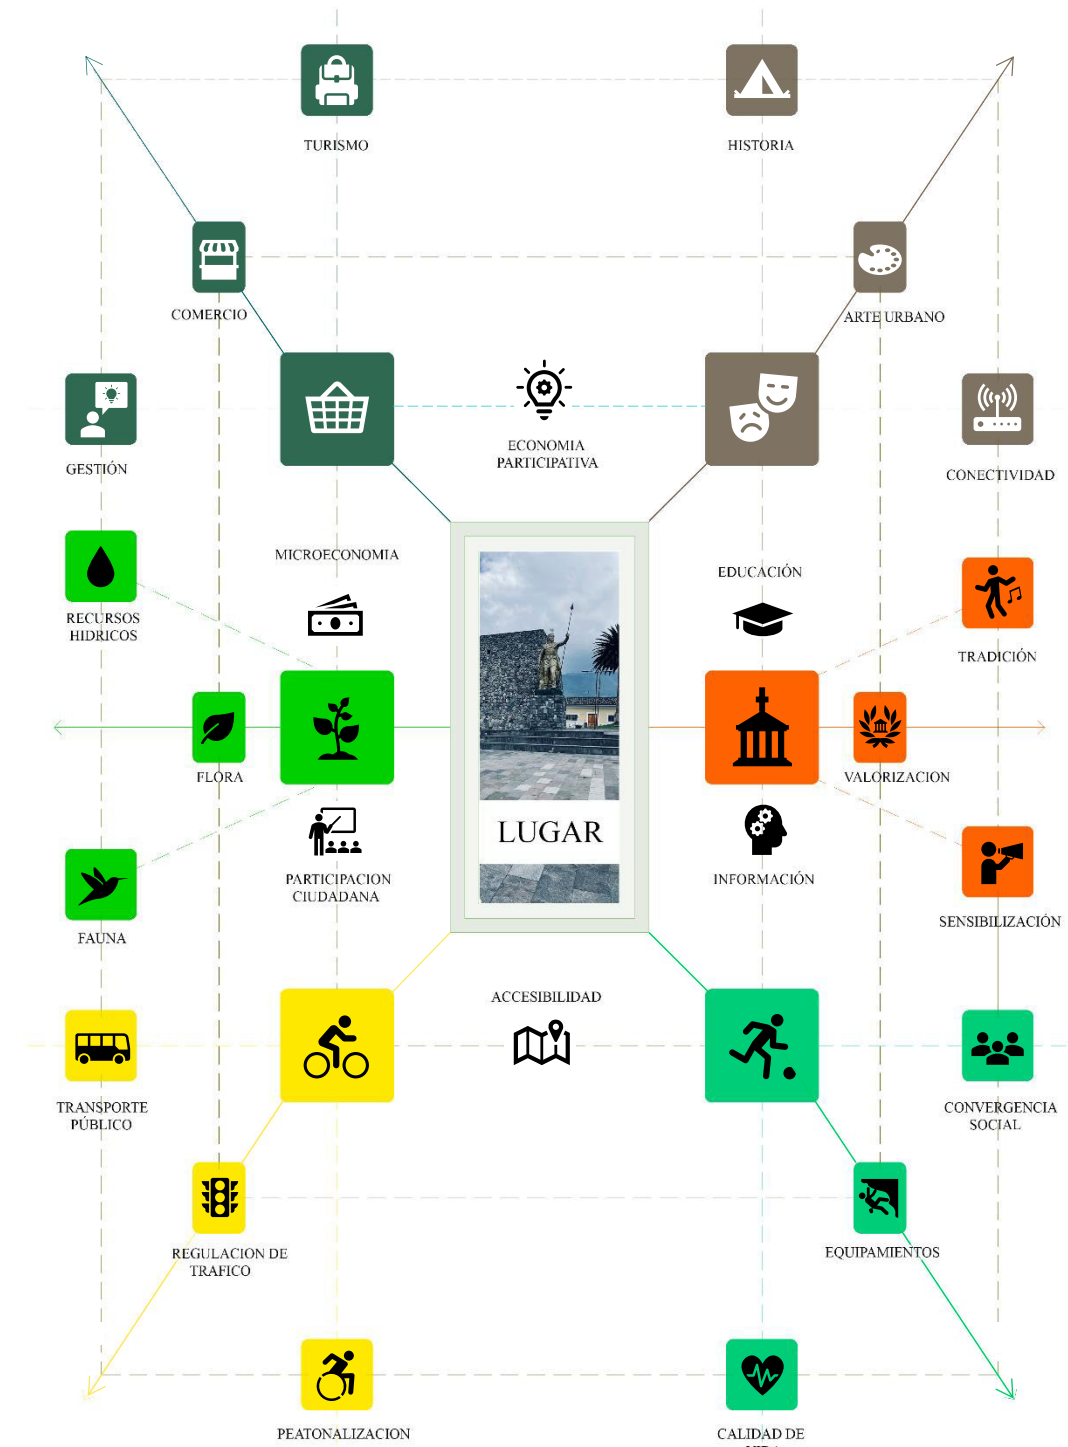 TURISMO
HISTORIA
COMERCIO
ARTE URBANO
ECONOMIA
PARTICIPATIVA
GESTIÓN
CONECTIVIDAD
MICROECONOMIA
EDUCACIÓN
RECURSOS
HIDRICOS
TRADICIÓN
FLORA
VALORIZACION
LUGAR
PARTICIPACION
CIUDADANA
INFORMACIÓN
FAUNA
SENSIBILIZACIÓN
ACCESIBILIDAD
TRANSPORTE
PÚBLICO
CONVERGENCIA
SOCIAL
REGULACION DE
TRAFICO
EQUIPAMIENTOS
PEATONALIZACION
CALIDAD DE